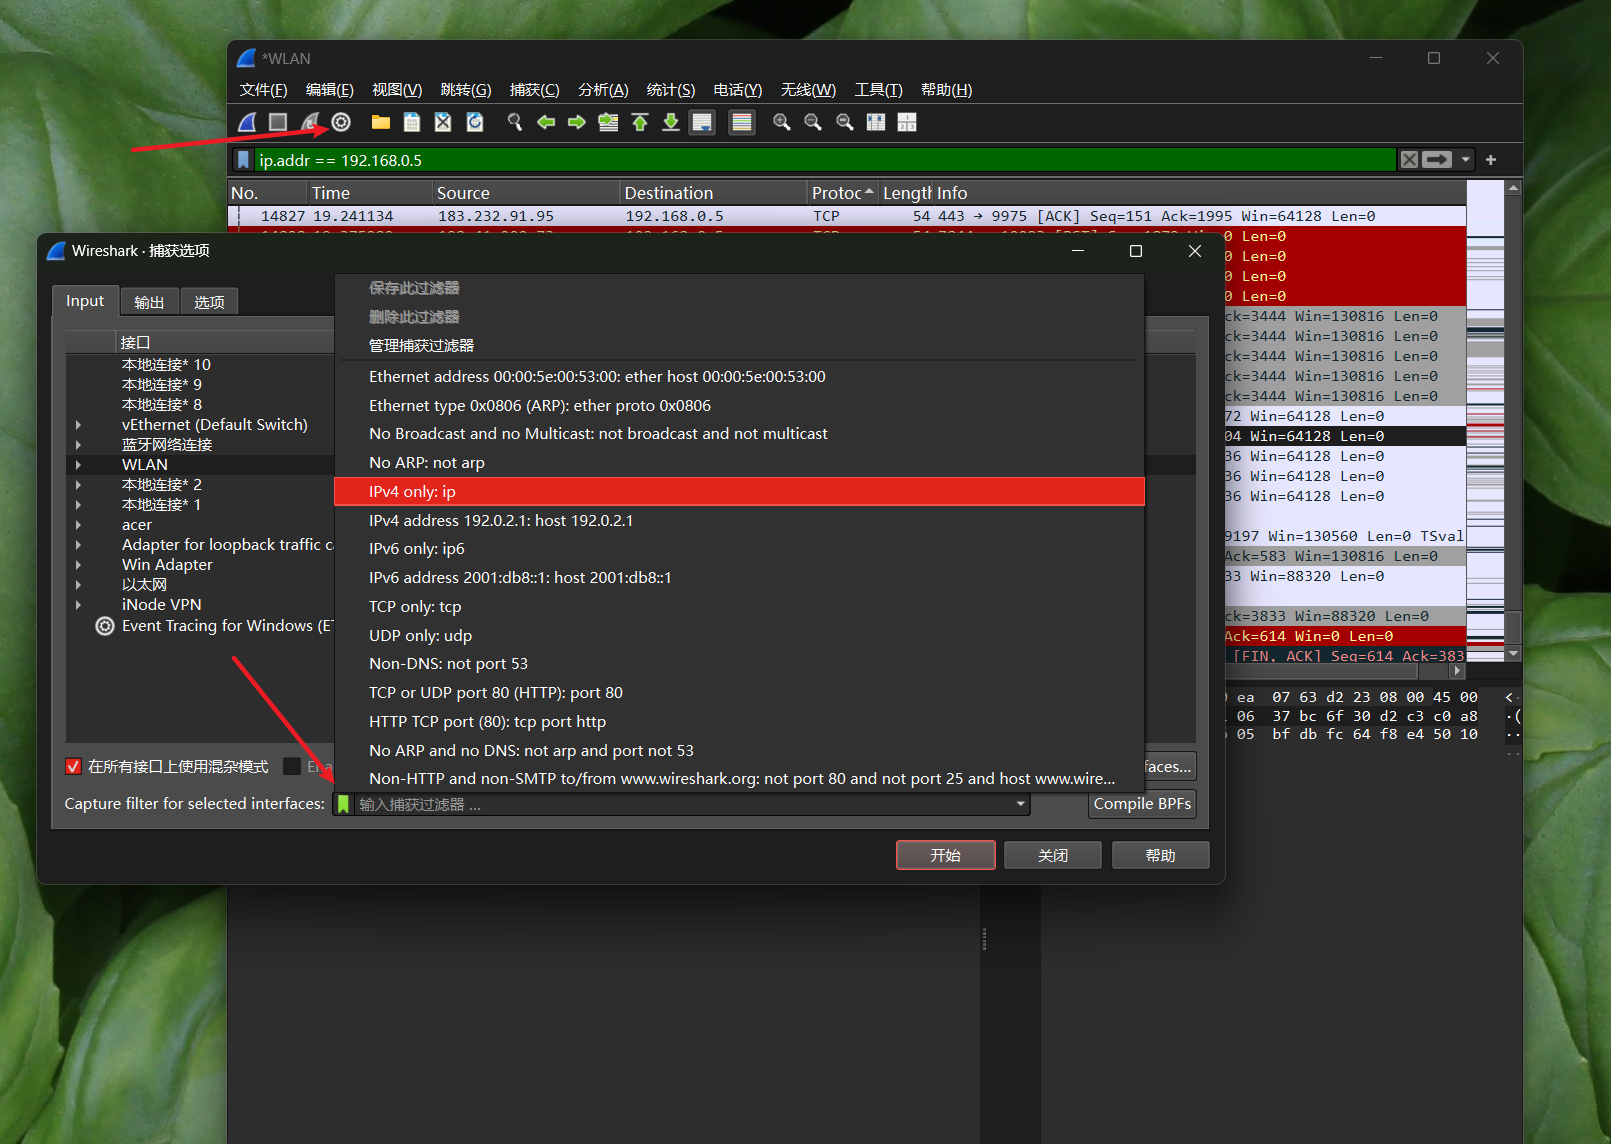 *WLAN
文件(F) 编辑(E) 视图(V) 跳转(G) 捕获(C) 分析(A) 统计(S) 电话(Y) 无线(W) 工具(T) 帮助(H)
ip.addr == 192.168.0.5
No. Time Source Destination Protoc Length Info
14827 19.241134 183.232.91.95 192.168.0.5 TCP 54 443 → 9975 [ACK] Seq=151 Ack=1995 Win=64128 Len=0
0 Len=0
0 Len=0
0 Len=0
0 Len=0
ck=3444 Win=130816 Len=0
ck=3444 Win=130816 Len=0
ck=3444 Win=130816 Len=0
ck=3444 Win=130816 Len=0
ck=3444 Win=130816 Len=0
72 Win=64128 Len=0
04 Win=64128 Len=0
36 Win=64128 Len=0
36 Win=64128 Len=0
36 Win=64128 Len=0
9197 Win=130560 Len=0 TSval
Ack=583 Win=130816 Len=0
33 Win=88320 Len=0
ck=3833 Win=88320 Len=0
Ack=614 Win=0 Len=0
[FIN, ACK] Seq=614 Ack=383
ea 07 63 d2 23 08 00 45 00
06 37 bc 6f 30 d2 c3 c0 a8
05 bf db fc 64 f8 e4 50 10
Wireshark · 捕获选项
Input 输出 选项
接口
本地连接* 10
本地连接* 9
本地连接* 8
vEthernet (Default Switch)
蓝牙网络连接
WLAN
本地连接* 2
本地连接* 1
acer
Adapter for loopback traffic c
Win Adapter
以太网
iNode VPN
Event Tracing for Windows (ET
保存此过滤器
删除此过滤器
管理捕获过滤器
Ethernet address 00:00:5e:00:53:00: ether host 00:00:5e:00:53:00
Ethernet type 0x0806 (ARP): ether proto 0x0806
No Broadcast and no Multicast: not broadcast and not multicast
No ARP: not arp
IPv4 only: ip
IPv4 address 192.0.2.1: host 192.0.2.1
IPv6 only: ip6
IPv6 address 2001:db8::1: host 2001:db8::1
TCP only: tcp
UDP only: udp
Non-DNS: not port 53
TCP or UDP port 80 (HTTP): port 80
HTTP TCP port (80): tcp port http
No ARP and no DNS: not arp and port not 53
Non-HTTP and non-SMTP to/from www.wireshark.org: not port 80 and not port 25 and host www.wire...
在所有接口上使用混杂模式 Ena faces...
Capture filter for selected interfaces: 输入捕获过滤器 ... Compile BPFs
开始 关闭 帮助